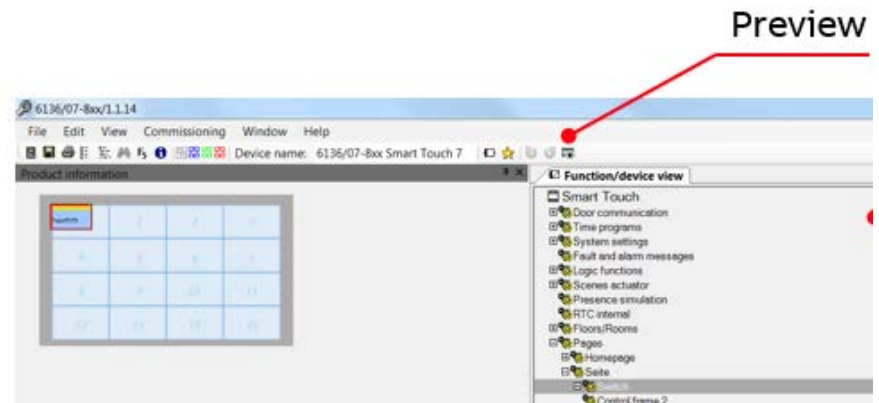 Preview
6136/07-8xx/1.1.14
File Edit View Commissioning Window Help
Device name: 6136/07-8xx Smart Touch 7
Product information
Function/device view
Smart Touch
Door communication
Time programs
System settings
Fault and alarm messages
Logic functions
Scenes actuator
Presence simulation
RTC internal
Floors/Rooms
Pages
Homepage
Seite
Switch
Control frame 2